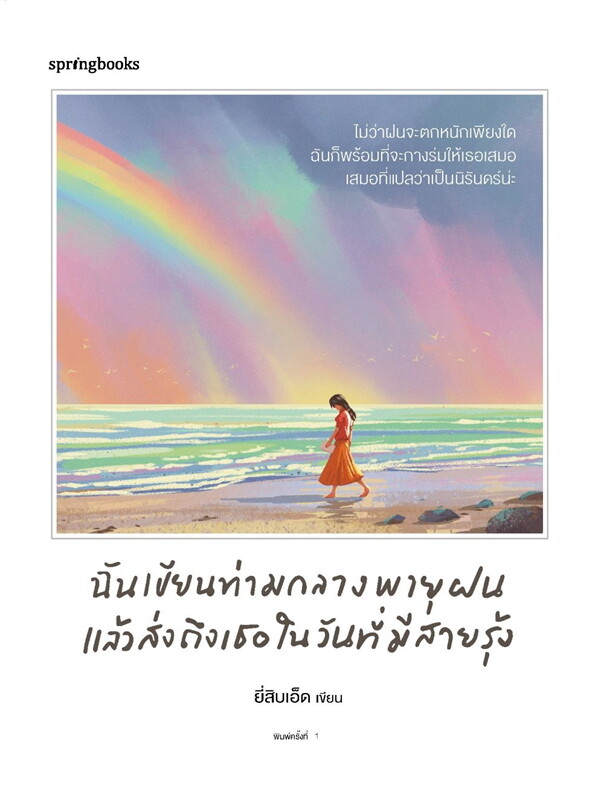 springbooks
ไม่ว่าฝนจะตกหนักเพียงใด
ฉันก็พร้อมที่จะกางร่มให้เธอเสมอ
เสมอที่แปลว่าเป็นนิรันดร์น่ะ
ฉันเขียนท่ามกลางพายุฝน
แล้วส่งถึงเธอในวันที่มีสายรุ้ง
ยี่สิบเอ็ด เขียน
พิมพ์ครั้งที่ 1